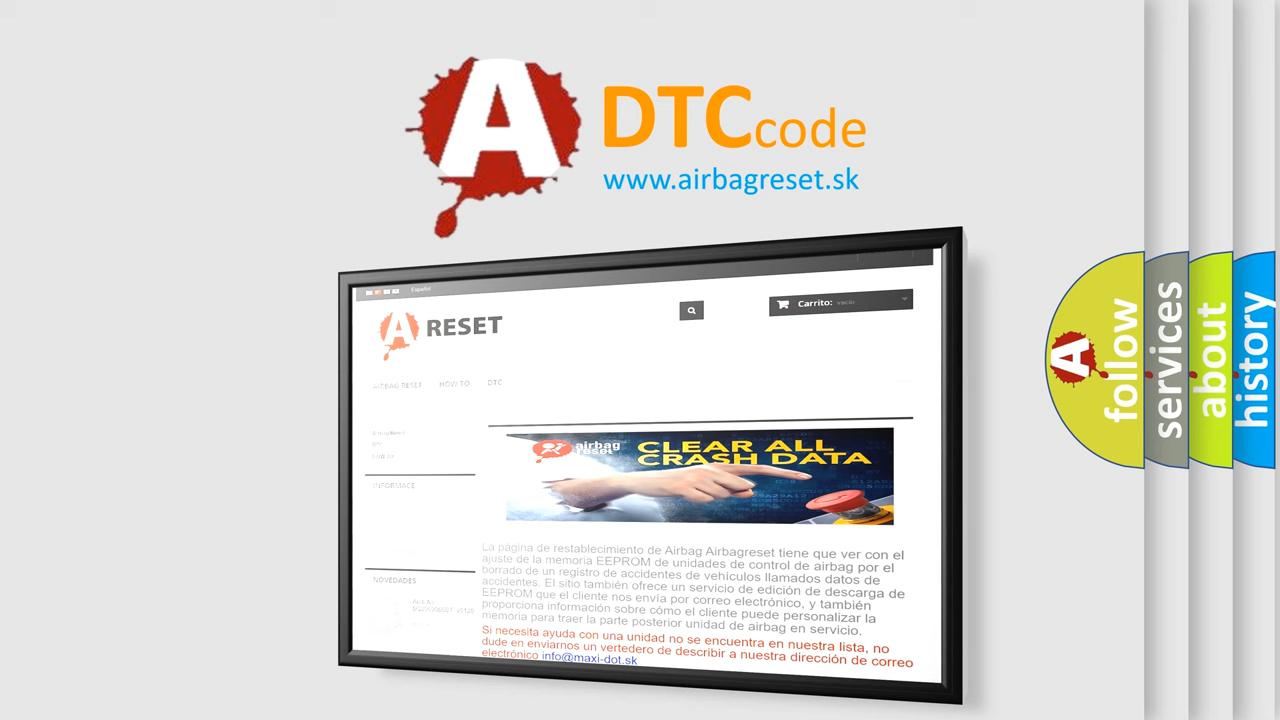 A
DTC code
www.airbagreset.sk
Español
A RESET
Carrito: vacío
AIRBAG RESET HOW TO DTC
INFORMACE
NOVEDADES
airbag
reset
CLEAR ALL
CRASH DATA
La página de restablecimiento de Airbag Airbagreset tiene que ver con el
ajuste de la memoria EEPROM de unidades de control de airbag por el
borrado de un registro de accidentes de vehículos llamados datos de
accidentes. El sitio también ofrece un servicio de edición de descarga de
EEPROM que el cliente nos envía por correo electrónico, y también
proporciona información sobre cómo el cliente puede personalizar la
memoria para traer la parte posterior unidad de airbag en servicio.
Si necesita ayuda con una unidad no se encuentra en nuestra lista, no
dude en enviarnos un vertedero de describir a nuestra dirección de correo
electrónico info@maxi-dot.sk
A
follow
services
about
history